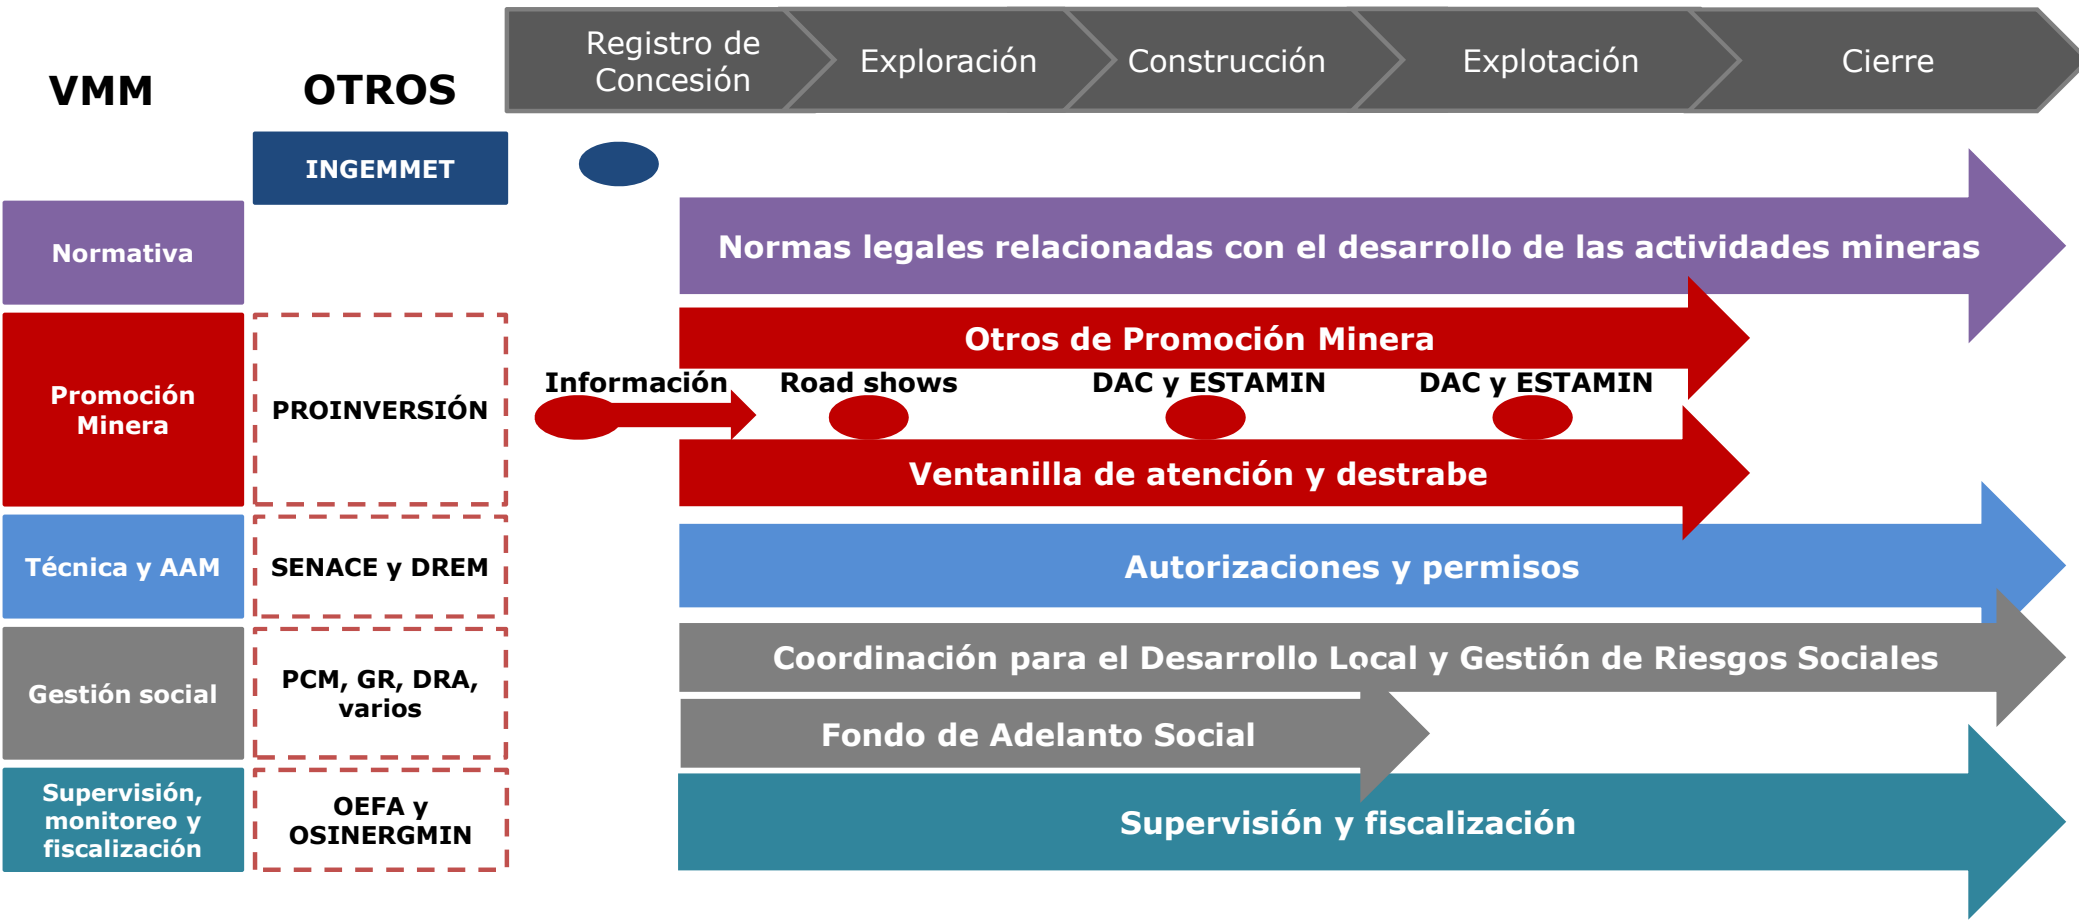 VMM
OTROS
Registro de
Concesión
Exploración
Construcción
Explotación
Cierre
INGEMMET
Normativa
Normas legales relacionadas con el desarrollo de las actividades mineras
Promoción
Minera
PROINVERSIÓN
Otros de Promoción Minera
Información
Road shows
DAC y ESTAMIN
DAC y ESTAMIN
Ventanilla de atención y destrabe
Técnica y AAM
SENACE y DREM
Autorizaciones y permisos
Gestión social
PCM, GR, DRA,
varios
Coordinación para el Desarrollo Local y Gestión de Riesgos Sociales
Fondo de Adelanto Social
Supervisión,
monitoreo y
fiscalización
OEFA y
OSINERGMIN
Supervisión y fiscalización